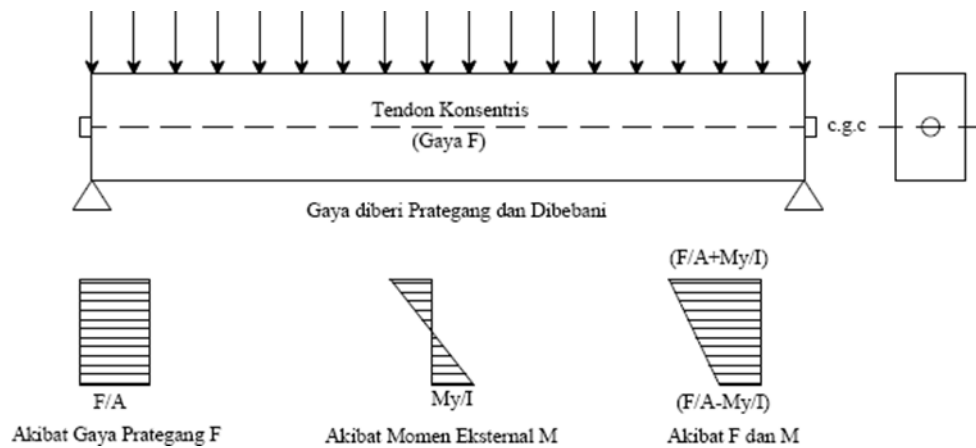 Tendon Konsentris
(Gaya F)
c.g.c
Gaya diberi Prategang dan Dibebani
(F/A+My/I)
F/A
My/I
(F/A-My/I)
Akibat Gaya Prategang F
Akibat Momen Eksternal M
Akibat F dan M